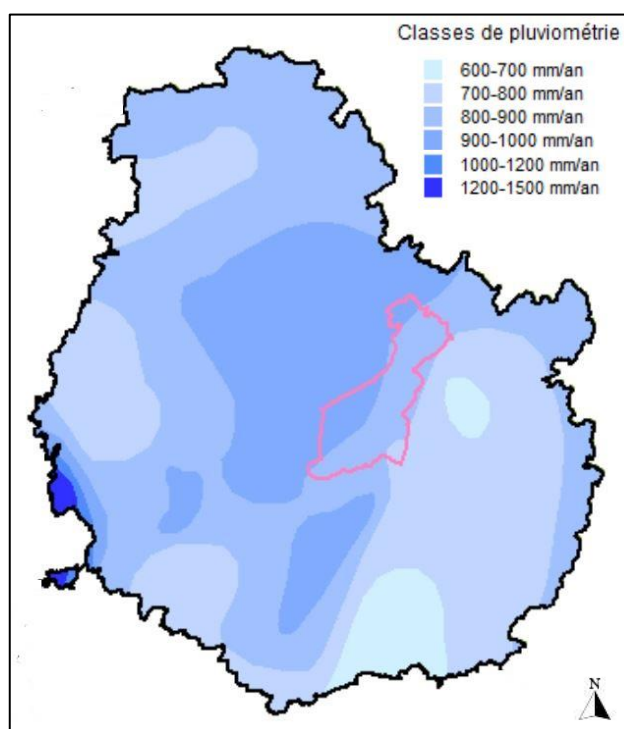 Classes de pluviométrie
600-700 mm/an
700-800 mm/an
800-900 mm/an
900-1000 mm/an
1000-1200 mm/an
1200-1500 mm/an
N